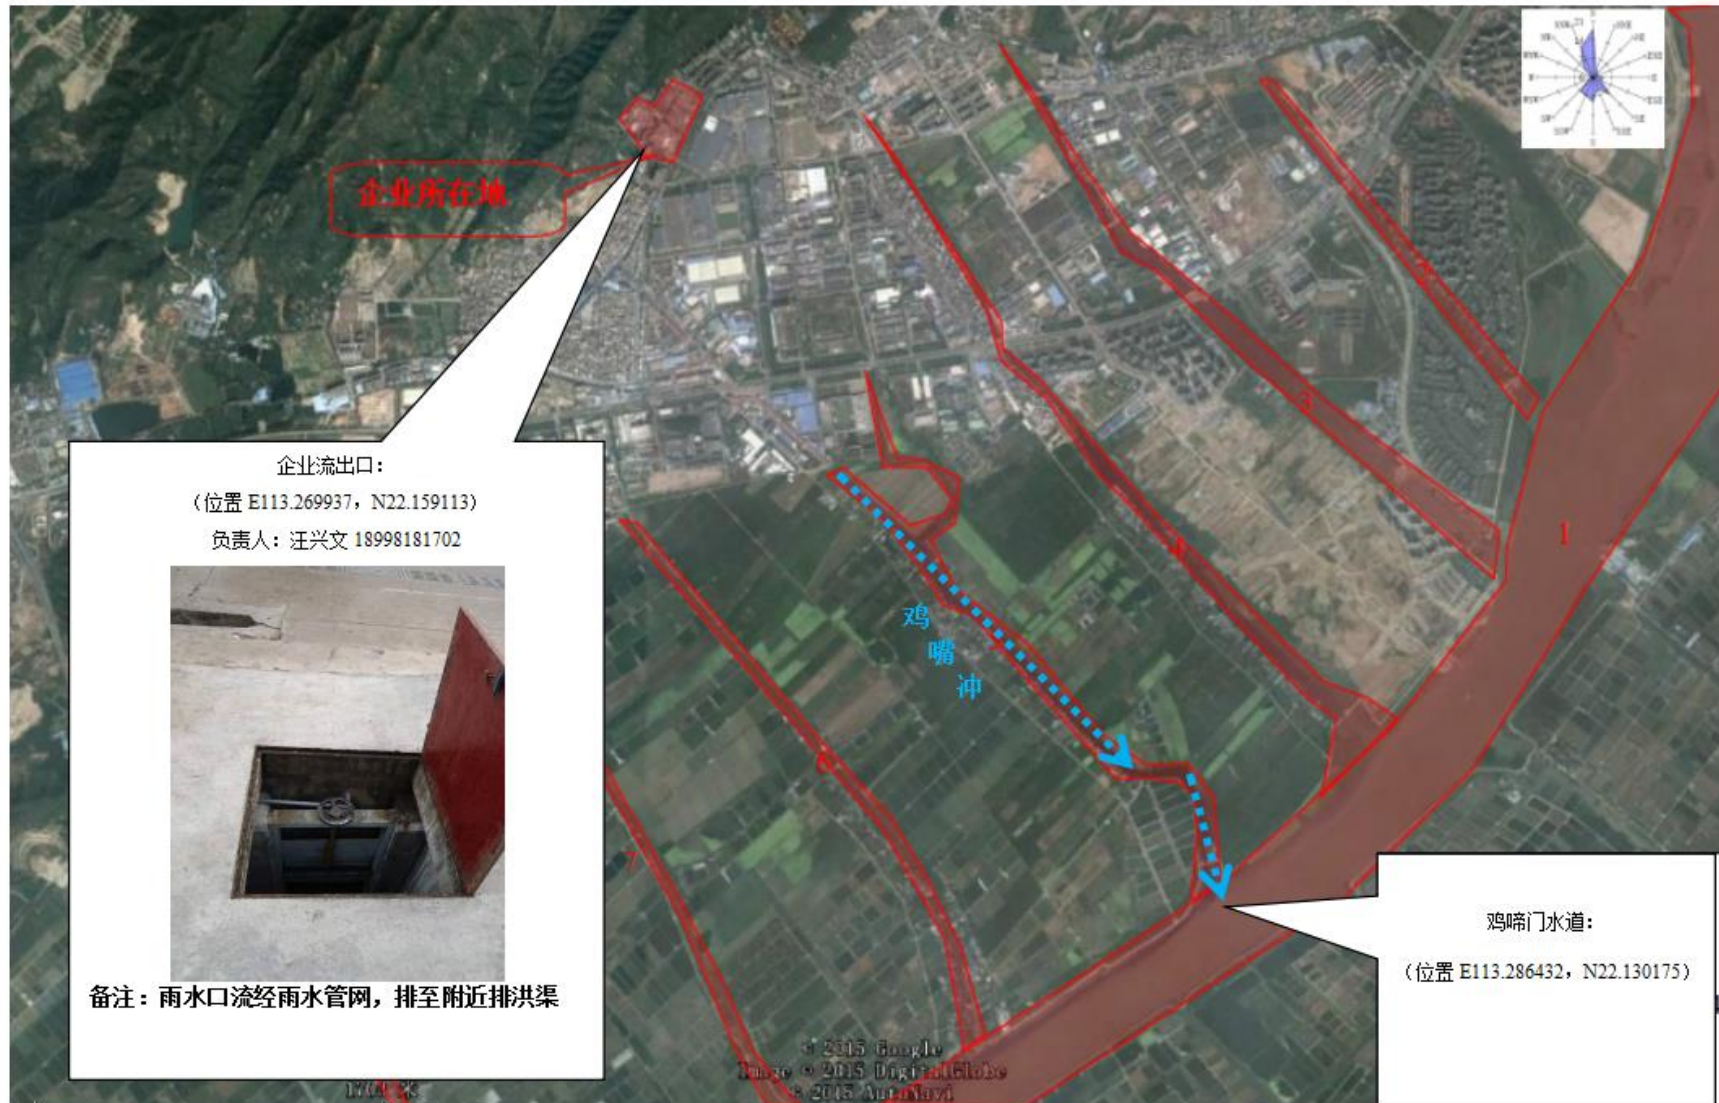 企业所在地
企业流出口：
（位置 E113.269937，N22.159113）
负责人：汪兴文 18998181702
备注：雨水口流经雨水管网，排至附近排洪渠
鸡
嘴
冲
3
4
1
6
7
鸡啼门水道：
（位置 E113.286432，N22.130175）
© 2015 Google
Image © 2015 DigitalGlobe
© 2015 AutoNavi